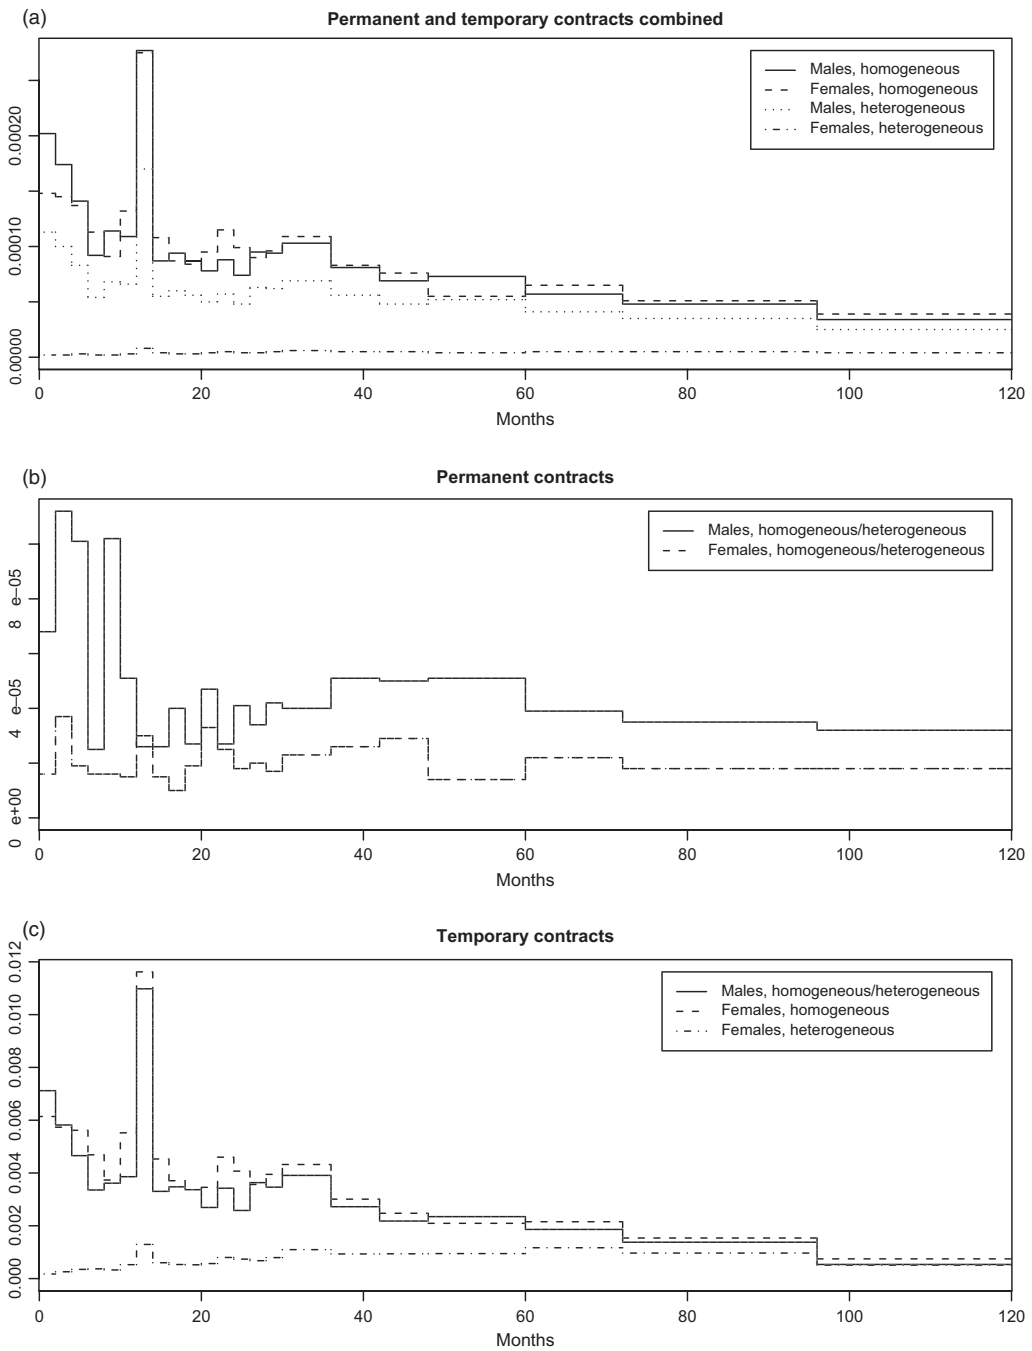 (a)
Permanent and temporary contracts combined
Males, homogeneous
Females, homogeneous
Males, heterogeneous
Females, heterogeneous
0.00020
0.00010
0.00000
0 20 40 60 80 100 120
Months
(b)
Permanent contracts
Males, homogeneous/heterogeneous
Females, homogeneous/heterogeneous
8 e−05
4 e−05
0 e+00
0 20 40 60 80 100 120
Months
(c)
Temporary contracts
Males, homogeneous/heterogeneous
Females, homogeneous
Females, heterogeneous
0.012
0.010
0.008
0.006
0.004
0.002
0.000
0 20 40 60 80 100 120
Months